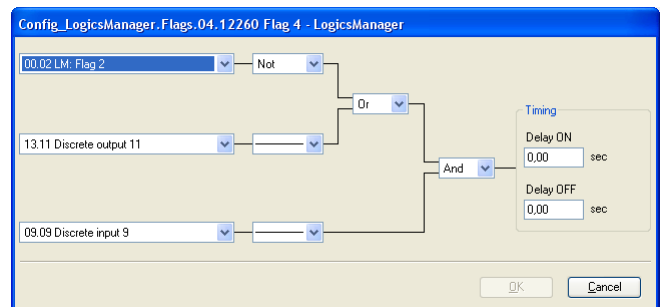 Config_LogicsManager.Flags.04.12260 Flag 4 - LogicsManager
00.02 LM: Flag 2
Not
Or
Timing
Delay ON
13.11 Discrete output 11
0,00 sec
And
Delay OFF
0,00 sec
09.09 Discrete input 9
OK
Cancel